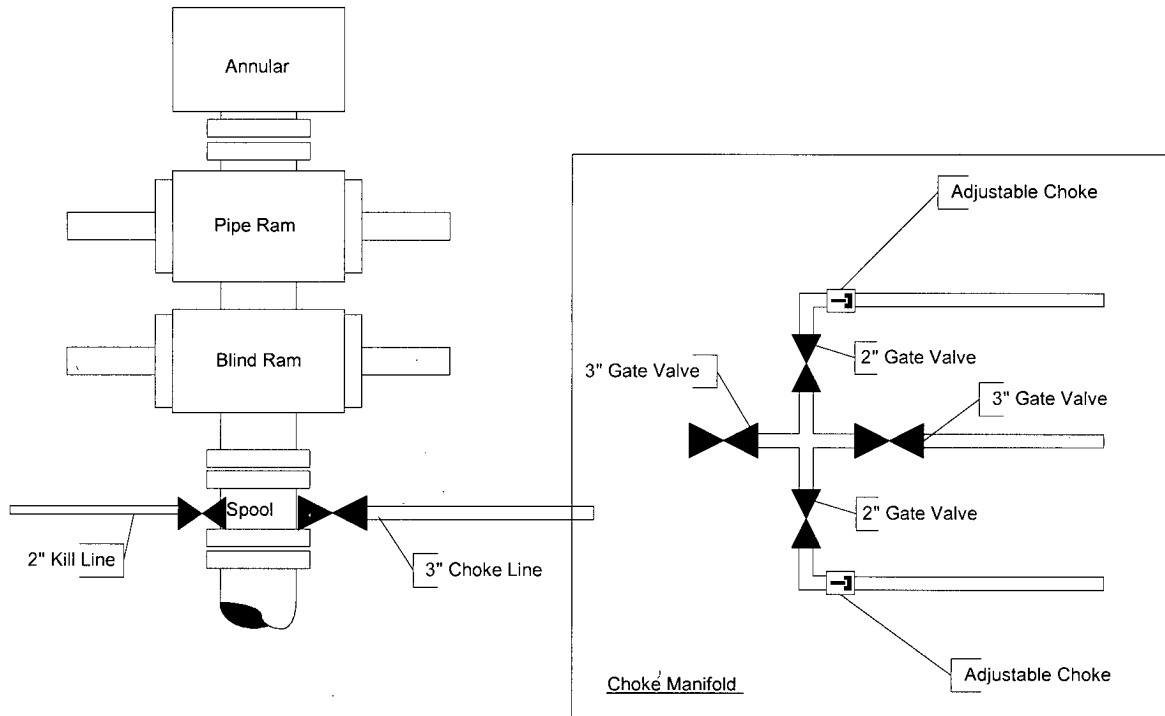 Annular
Pipe Ram
Blind Ram
Spool
2" Kill Line
3" Choke Line
Adjustable Choke
2" Gate Valve
3" Gate Valve
3" Gate Valve
2" Gate Valve
Adjustable Choke
Choke Manifold